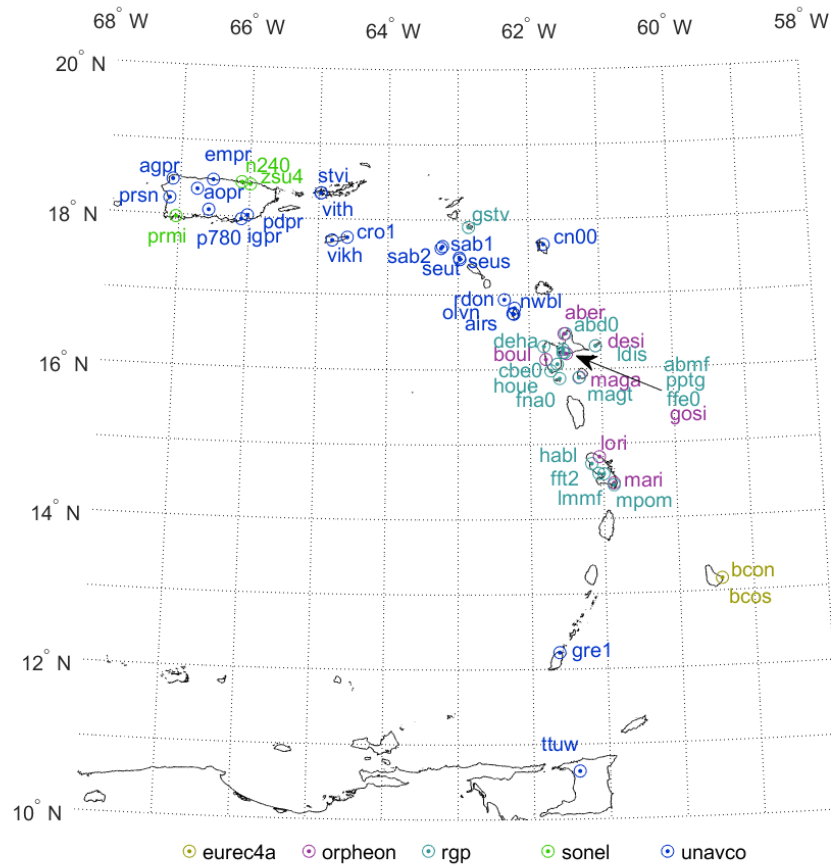 68° W 66° W 64° W 62° W 60° W 58° W
20° N
empr n240
agpr zsu4 stvi
prsn aopr
18° N vith gstv
prmi p780 igpr pdpr cro1 cn00
vikh sab2 sab1
seut seus
rdon nwbl
olvn aber
airs abd0
deha desi
boul ldis
16° N cbe0 maga abmf
houe magt pptg
fna0 ffe0
gosi
lori
habl
fft2 mari
lmmf mpom
14° N
bcon
bcos
12° N gre1
ttuw
10° N
eurec4a orpheon rgp sonel unavco